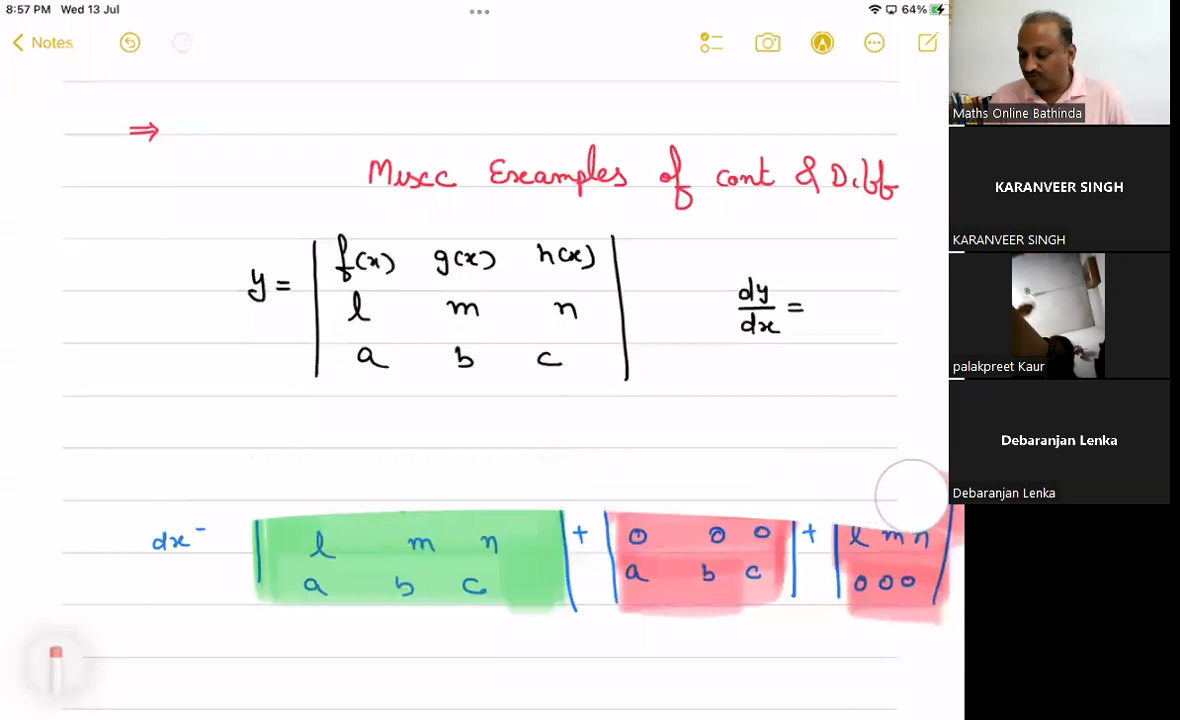 8:57 PM Wed 13 Jul
64%
Notes
⇒
Miscc Examples of cont & Diff
y = | f(x) g(x) h(x) |
| l m n |
| a b c |
dy/dx =
dx = | l m n | + | 0 0 0 | + | l m n |
| a b c | | a b c | | 0 0 0 |
Maths Online Bathinda
KARANVEER SINGH
KARANVEER SINGH
palakpreet Kaur
Debaranjan Lenka
Debaranjan Lenka